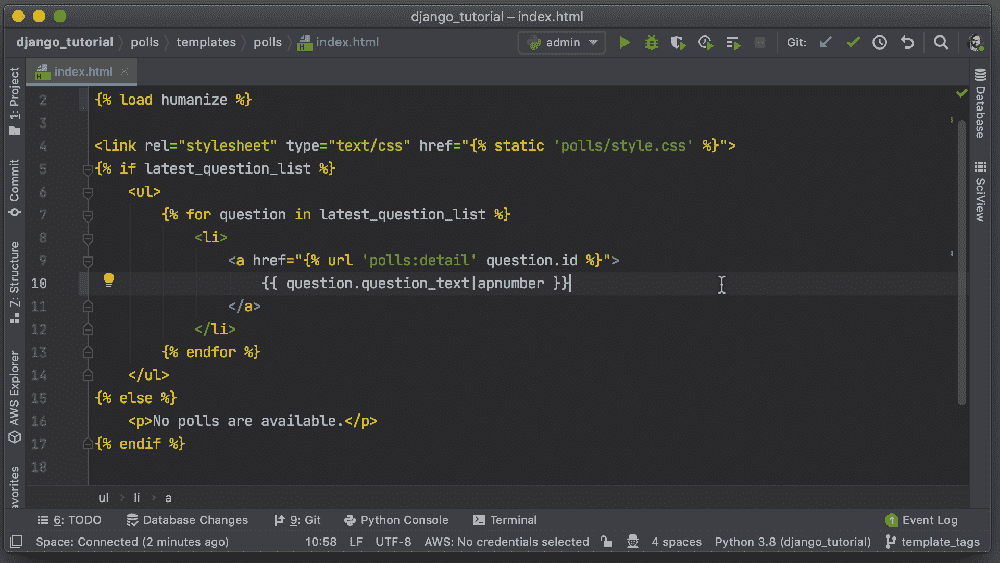 django_tutorial – index.html
django_tutorial polls templates polls index.html admin Git:
index.html
1: Project
Commit
Z: Structure
AWS Explorer
avorites
2 {% load humanize %}
3
4 <link rel="stylesheet" type="text/css" href="{% static 'polls/style.css' %}">
5 {% if latest_question_list %}
6 <ul>
7 {% for question in latest_question_list %}
8 <li>
9 <a href="{% url 'polls:detail' question.id %}">
10 {{ question.question_text|apnumber }}
11 </a>
12 </li>
13 {% endfor %}
14 </ul>
15 {% else %}
16 <p>No polls are available.</p>
17 {% endif %}
18
Database
SciView
ul li a
6: TODO Database Changes 9: Git Python Console Terminal 1 Event Log
Space: Connected (2 minutes ago) 10:58 LF UTF-8 AWS: No credentials selected 4 spaces Python 3.8 (django_tutorial) template_tags